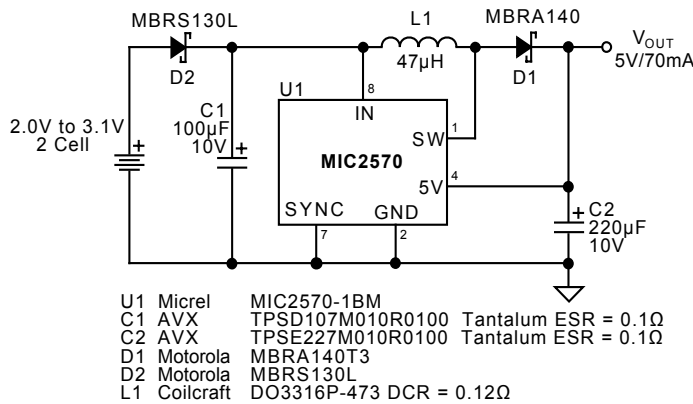 MBRS130L
L1
MBRA140
VOUT
5V/70mA
47µH
D2
D1
U1
8
IN
C1
100µF
10V
2.0V to 3.1V
2 Cell
SW
1
MIC2570
5V
4
SYNC
GND
7
2
C2
220µF
10V
U1 Micrel MIC2570-1BM
C1 AVX TPSD107M010R0100 Tantalum ESR = 0.1Ω
C2 AVX TPSE227M010R0100 Tantalum ESR = 0.1Ω
D1 Motorola MBRA140T3
D2 Motorola MBRS130L
L1 Coilcraft DO3316P-473 DCR = 0.12Ω